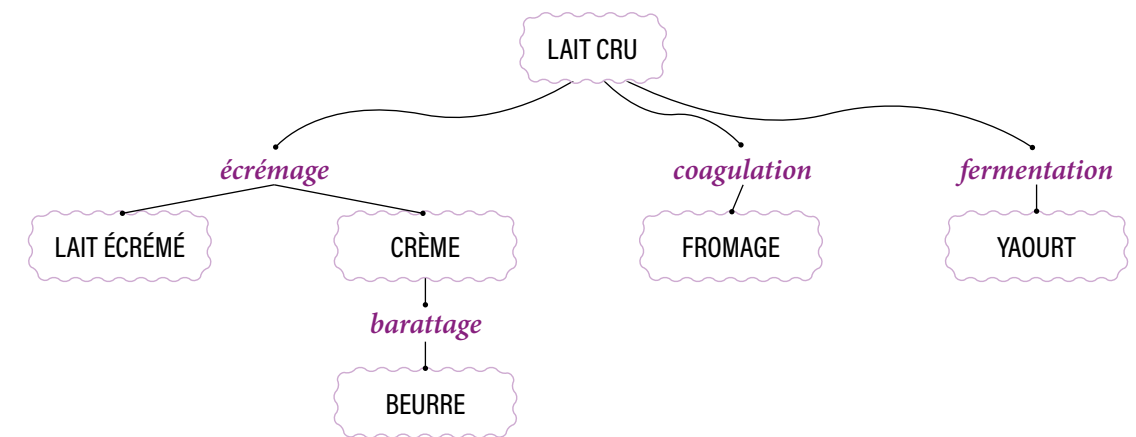 LAIT CRU
écrémage
coagulation
fermentation
LAIT ÉCRÉMÉ
CRÈME
FROMAGE
YAOURT
barattage
BEURRE